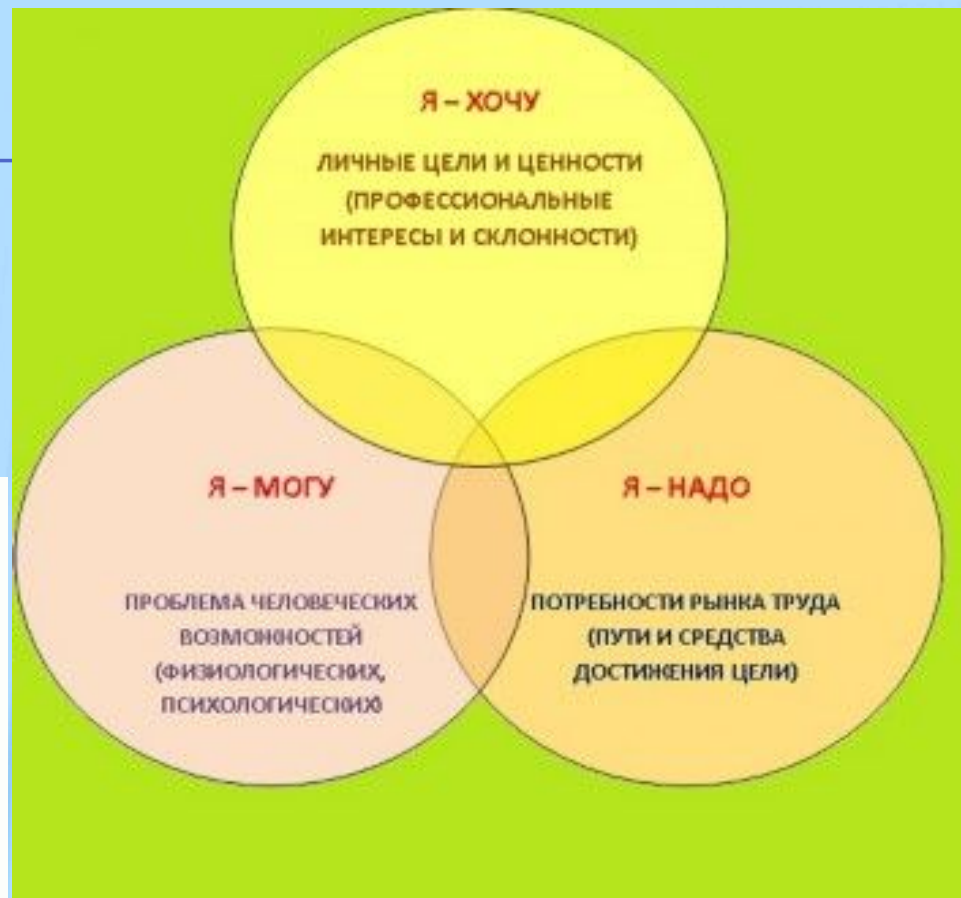 Я – ХОЧУ
ЛИЧНЫЕ ЦЕЛИ И ЦЕННОСТИ
(ПРОФЕССИОНАЛЬНЫЕ
ИНТЕРЕСЫ И СКЛОННОСТИ)
Я – МОГУ
ПРОБЛЕМА ЧЕЛОВЕЧЕСКИХ
ВОЗМОЖНОСТЕЙ
(ФИЗИОЛОГИЧЕСКИХ,
ПСИХОЛОГИЧЕСКИХ)
Я – НАДО
ПОТРЕБНОСТИ РЫНКА ТРУДА
(ПУТИ И СРЕДСТВА
ДОСТИЖЕНИЯ ЦЕЛИ)